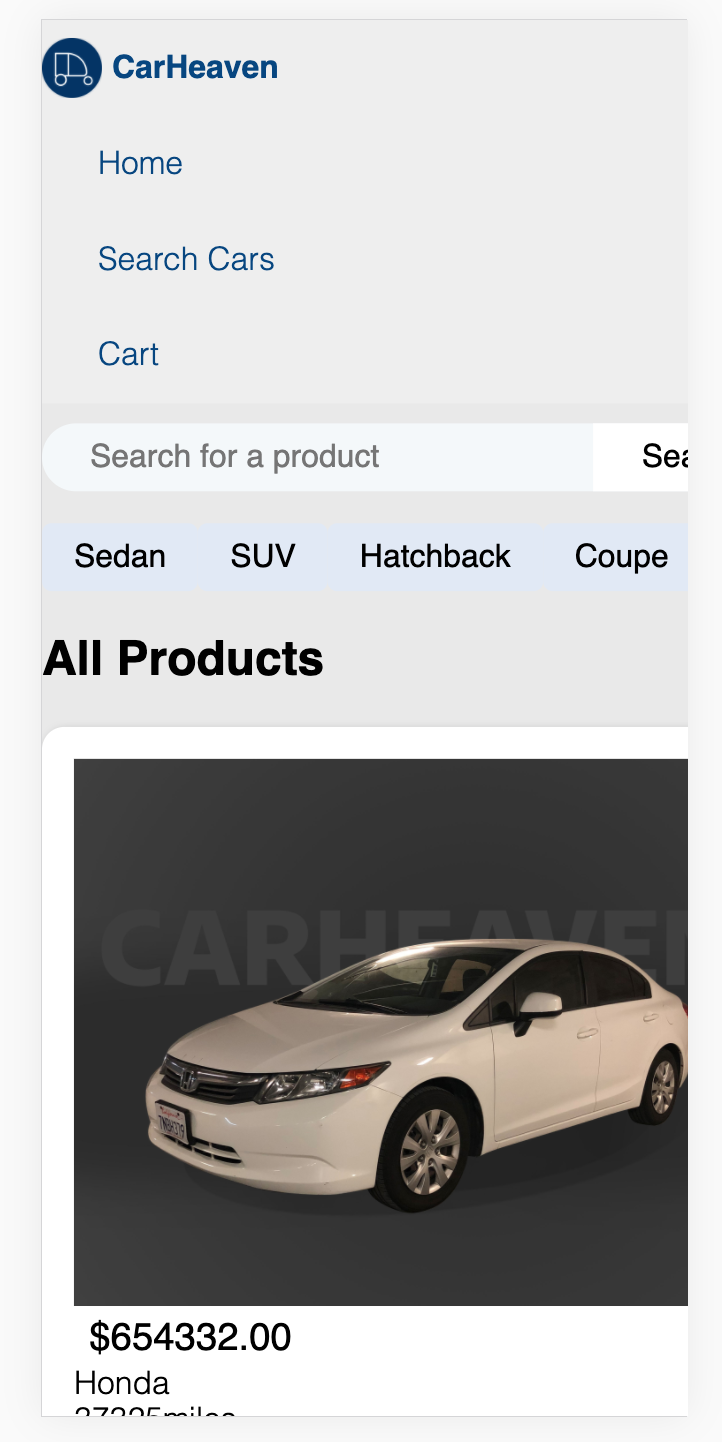 CarHeaven
Home
Search Cars
Cart
Search for a product
Sea
Sedan
SUV
Hatchback
Coupe
All Products
CARHEAVEN
$654332.00
Honda